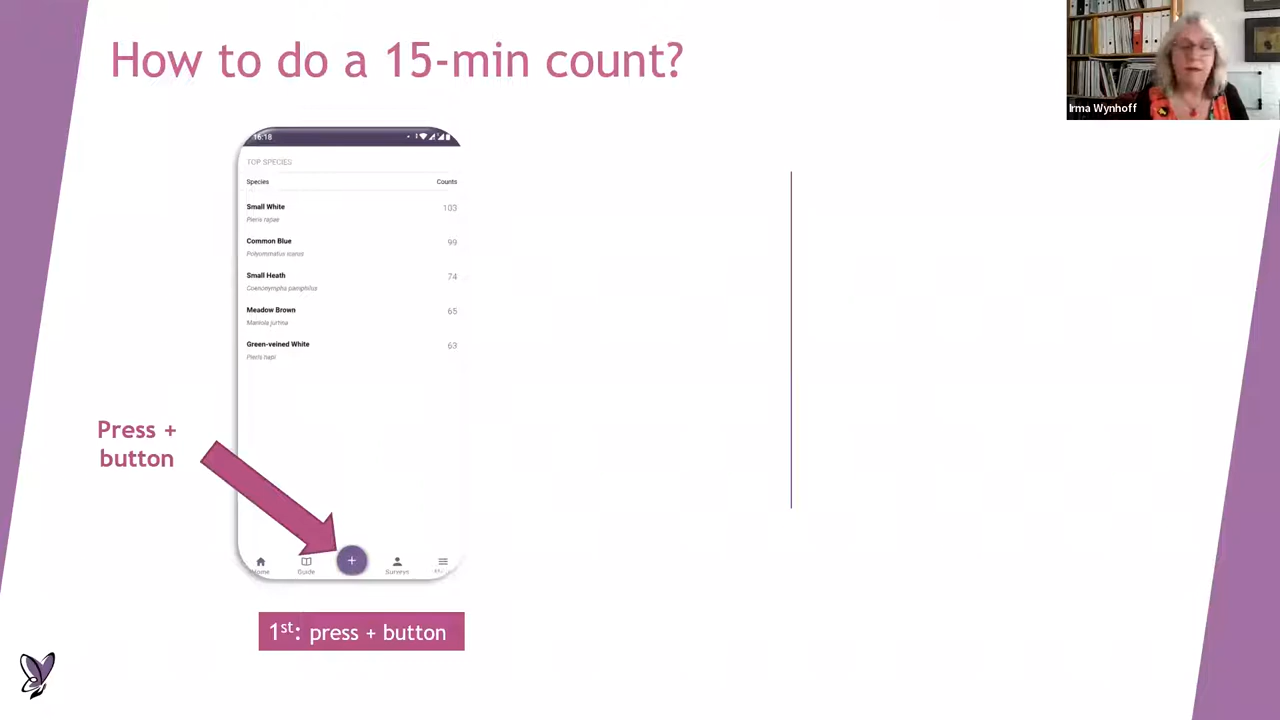 How to do a 15-min count?
Irma Wynhoff
16:18
TOP SPECIES
Species Counts
Small White 103
Pieris rapae
Common Blue 99
Polyommatus icarus
Small Heath 74
Coenonympha pamphilus
Meadow Brown 65
Maniola jurtina
Green-veined White 63
Pieris napi
Press +
button
+
Home Guide Surveys
1st: press + button